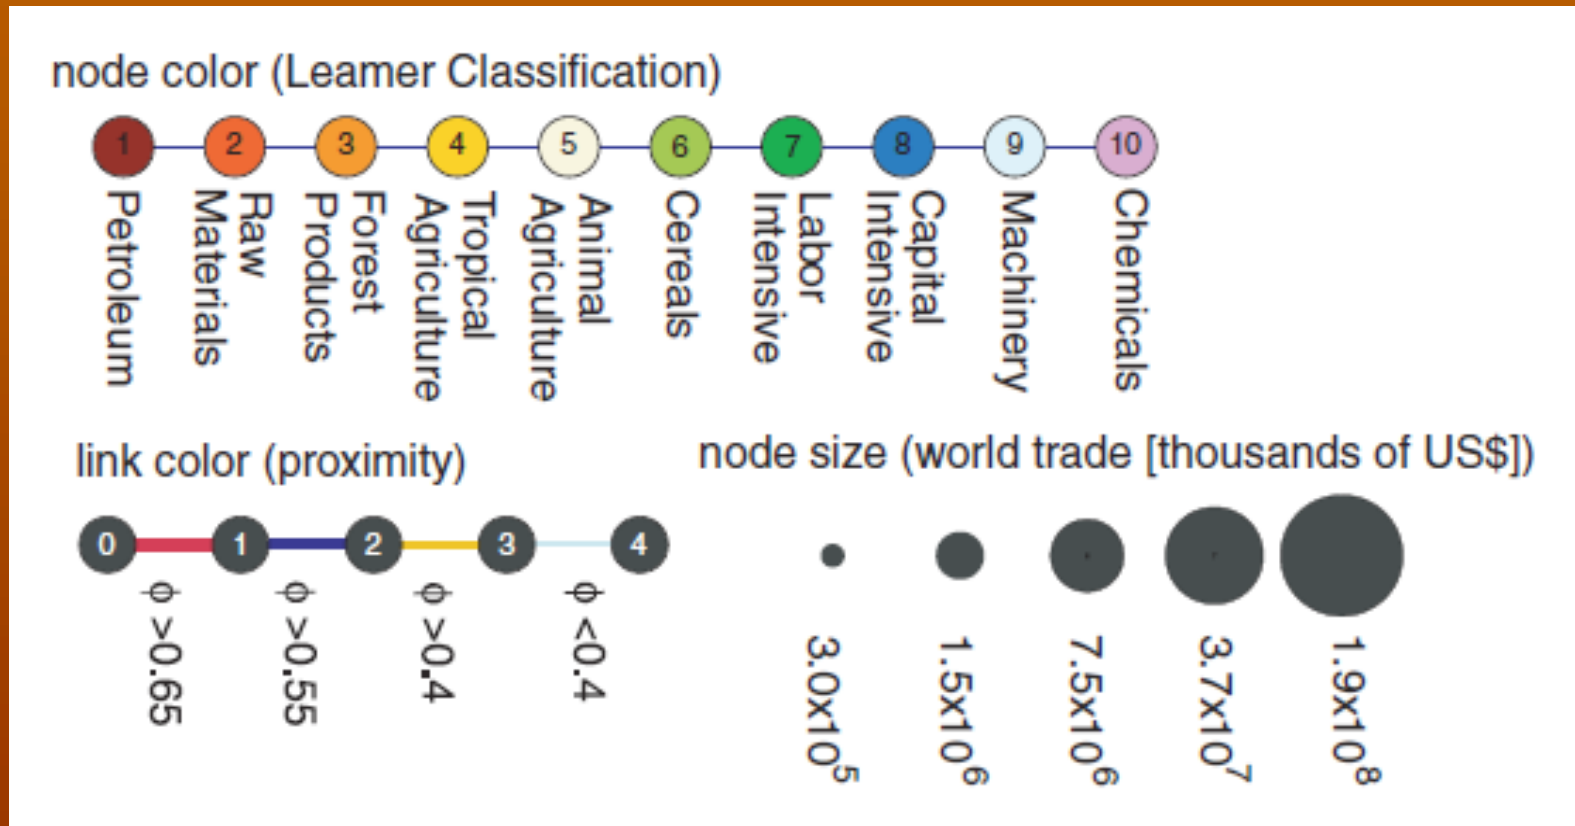 node color (Leamer Classification)
1 2 3 4 5 6 7 8 9 10
Petroleum
Raw
Materials
Forest
Products
Tropical
Agriculture
Animal
Agriculture
Cereals
Labor
Intensive
Capital
Intensive
Machinery
Chemicals
link color (proximity)
0 1 2 3 4
ϕ >0.65
ϕ >0.55
ϕ >0.4
ϕ <0.4
node size (world trade [thousands of US$])
3.0x10⁵
1.5x10⁶
7.5x10⁶
3.7x10⁷
1.9x10⁸